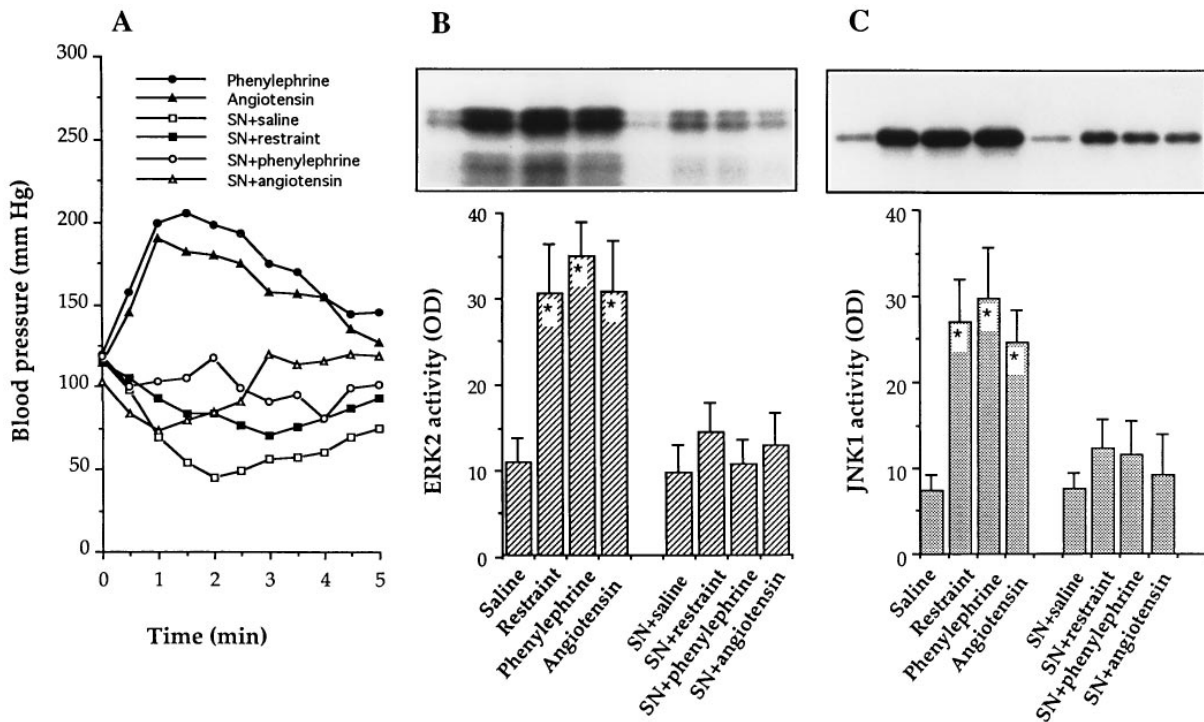 A
300
250
200
150
100
50
0
Blood pressure (mm Hg)
Phenylephrine
Angiotensin
SN+saline
SN+restraint
SN+phenylephrine
SN+angiotensin
0 1 2 3 4 5
Time (min)
B
40
30
20
10
0
ERK2 activity (OD)
*
*
*
Saline
Restraint
Phenylephrine
Angiotensin
SN+saline
SN+restraint
SN+phenylephrine
SN+angiotensin
C
40
30
20
10
0
JNK1 activity (OD)
*
*
*
Saline
Restraint
Phenylephrine
Angiotensin
SN+saline
SN+restraint
SN+phenylephrine
SN+angiotensin